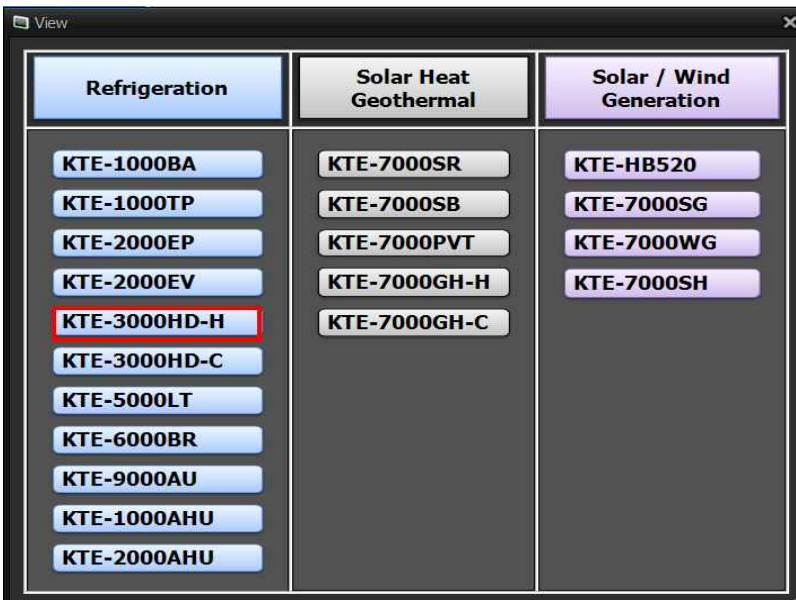 View
Refrigeration
Solar Heat
Geothermal
Solar / Wind
Generation
KTE-1000BA
KTE-1000TP
KTE-2000EP
KTE-2000EV
KTE-3000HD-H
KTE-3000HD-C
KTE-5000LT
KTE-6000BR
KTE-9000AU
KTE-1000AHU
KTE-2000AHU
KTE-7000SR
KTE-7000SB
KTE-7000PVT
KTE-7000GH-H
KTE-7000GH-C
KTE-HB520
KTE-7000SG
KTE-7000WG
KTE-7000SH